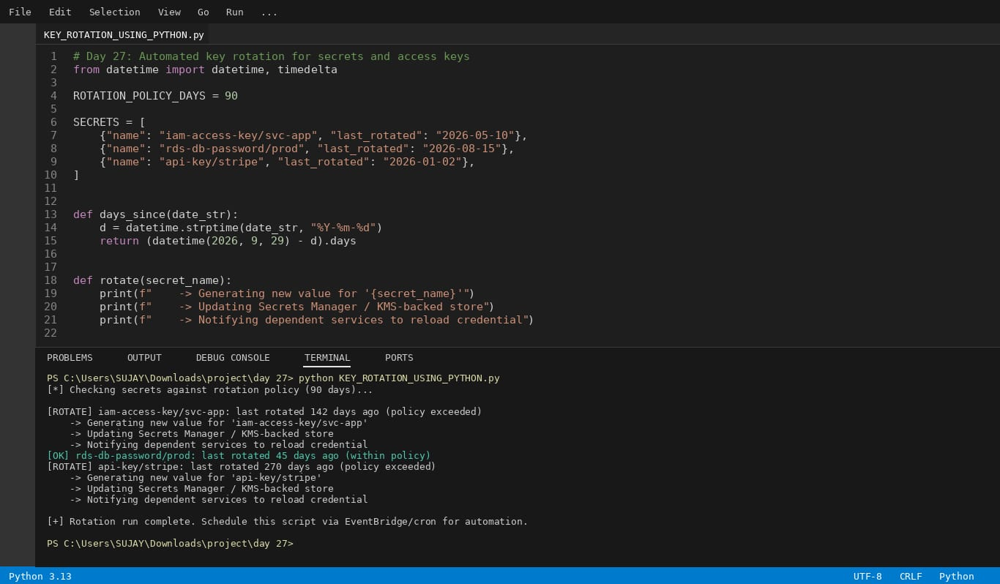 File Edit Selection View Go Run ...
KEY_ROTATION_USING_PYTHON.py
1 # Day 27: Automated key rotation for secrets and access keys
2 from datetime import datetime, timedelta
3
4 ROTATION_POLICY_DAYS = 90
5
6 SECRETS = [
7     {"name": "iam-access-key/svc-app", "last_rotated": "2026-05-10"},
8     {"name": "rds-db-password/prod", "last_rotated": "2026-08-15"},
9     {"name": "api-key/stripe", "last_rotated": "2026-01-02"},
10 ]
11
12
13 def days_since(date_str):
14     d = datetime.strptime(date_str, "%Y-%m-%d")
15     return (datetime(2026, 9, 29) - d).days
16
17
18 def rotate(secret_name):
19     print(f"    -> Generating new value for '{secret_name}'")
20     print(f"    -> Updating Secrets Manager / KMS-backed store")
21     print(f"    -> Notifying dependent services to reload credential")
22
PROBLEMS OUTPUT DEBUG CONSOLE TERMINAL PORTS
PS C:\Users\SUJAY\Downloads\project\day 27> python KEY_ROTATION_USING_PYTHON.py
[*] Checking secrets against rotation policy (90 days)...
[ROTATE] iam-access-key/svc-app: last rotated 142 days ago (policy exceeded)
    -> Generating new value for 'iam-access-key/svc-app'
    -> Updating Secrets Manager / KMS-backed store
    -> Notifying dependent services to reload credential
[OK] rds-db-password/prod: last rotated 45 days ago (within policy)
[ROTATE] api-key/stripe: last rotated 270 days ago (policy exceeded)
    -> Generating new value for 'api-key/stripe'
    -> Updating Secrets Manager / KMS-backed store
    -> Notifying dependent services to reload credential
[+] Rotation run complete. Schedule this script via EventBridge/cron for automation.
PS C:\Users\SUJAY\Downloads\project\day 27>
Python 3.13 UTF-8 CRLF Python